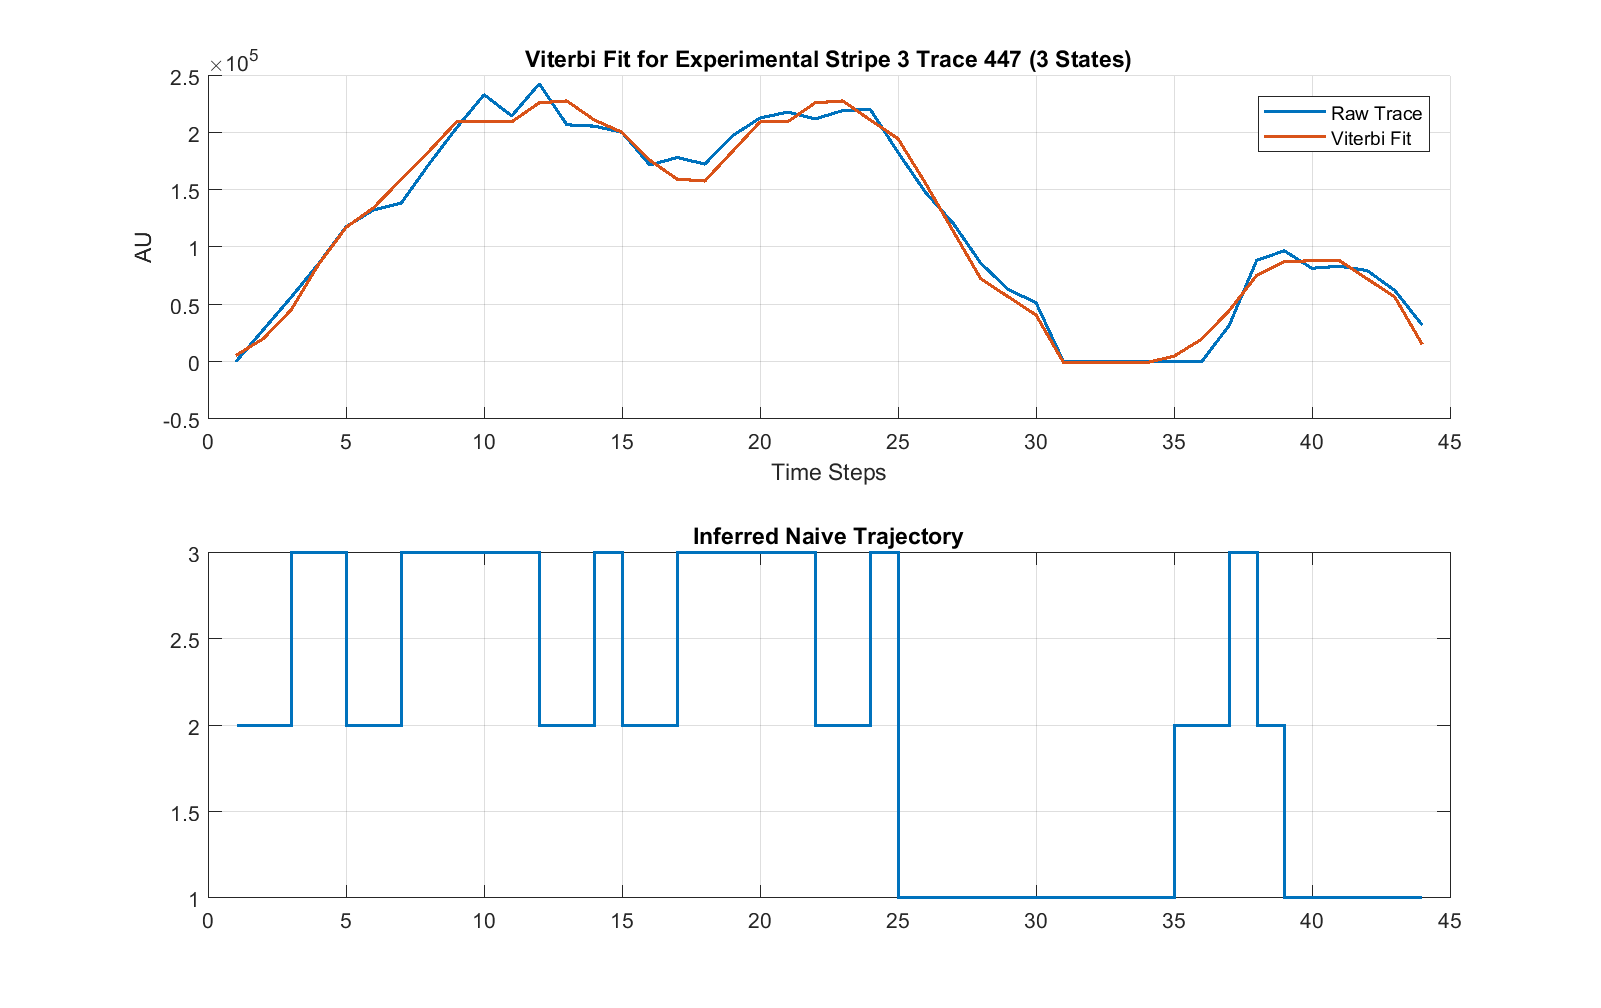 Viterbi Fit for Experimental Stripe 3 Trace 447 (3 States)
×10^5
2.5
2
1.5
1
0.5
0
-0.5
AU
Raw Trace
Viterbi Fit
0 5 10 15 20 25 30 35 40 45
Time Steps
Inferred Naive Trajectory
3
2.5
2
1.5
1
0 5 10 15 20 25 30 35 40 45